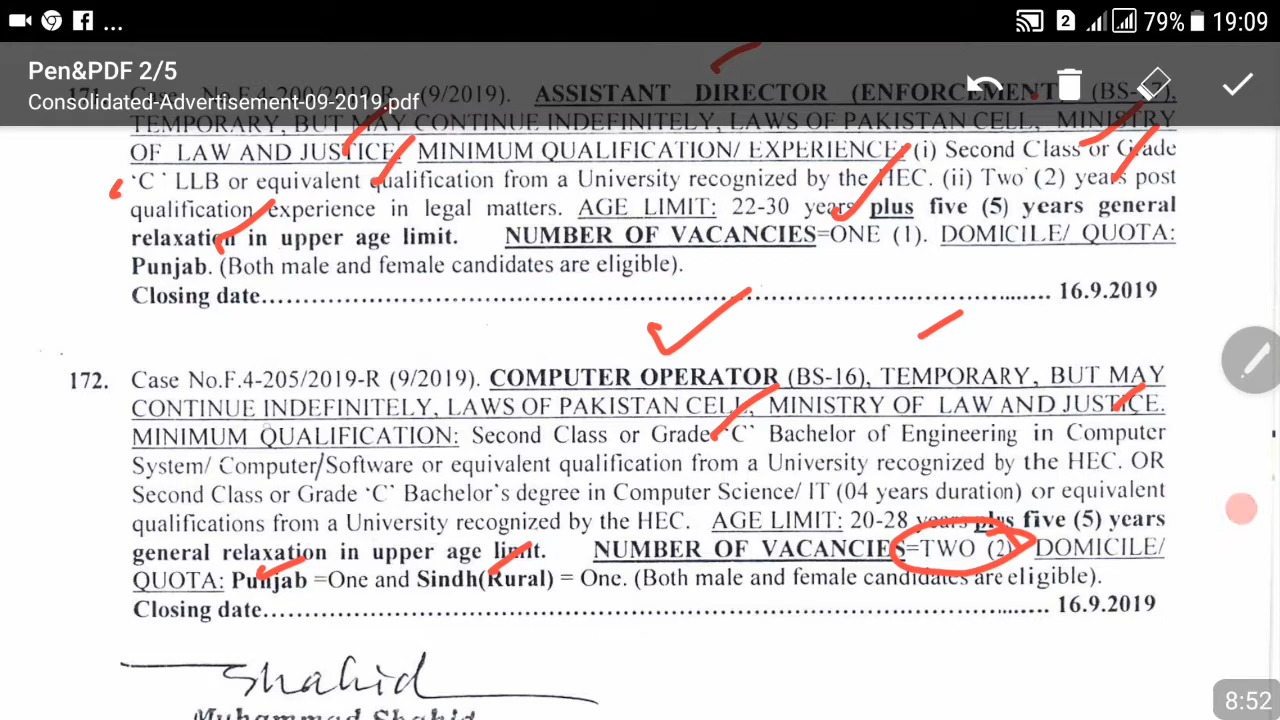 ... 79% 19:09
Pen&PDF 2/5
Consolidated-Advertisement-09-2019.pdf
171. Case No.F.4-200/2019-R (9/2019). ASSISTANT DIRECTOR (ENFORCEMENT) (BS-17),
TEMPORARY, BUT MAY CONTINUE INDEFINITELY, LAWS OF PAKISTAN CELL, MINISTRY
OF LAW AND JUSTICE. MINIMUM QUALIFICATION/ EXPERIENCE: (i) Second Class or Grade
'C' LLB or equivalent qualification from a University recognized by the HEC. (ii) Two (2) years post
qualification experience in legal matters. AGE LIMIT: 22-30 years plus five (5) years general
relaxation in upper age limit. NUMBER OF VACANCIES=ONE (1). DOMICILE/ QUOTA:
Punjab. (Both male and female candidates are eligible).
Closing date........................................................................................................ 16.9.2019
172. Case No.F.4-205/2019-R (9/2019). COMPUTER OPERATOR (BS-16), TEMPORARY, BUT MAY
CONTINUE INDEFINITELY, LAWS OF PAKISTAN CELL, MINISTRY OF LAW AND JUSTICE.
MINIMUM QUALIFICATION: Second Class or Grade 'C' Bachelor of Engineering in Computer
System/ Computer/Software or equivalent qualification from a University recognized by the HEC. OR
Second Class or Grade 'C' Bachelor's degree in Computer Science/ IT (04 years duration) or equivalent
qualifications from a University recognized by the HEC. AGE LIMIT: 20-28 years plus five (5) years
general relaxation in upper age limit. NUMBER OF VACANCIES=TWO (2) DOMICILE/
QUOTA: Punjab =One and Sindh(Rural) = One. (Both male and female candidates are eligible).
Closing date........................................................................................................ 16.9.2019
Shahid
Muhammad Shahid
8:52